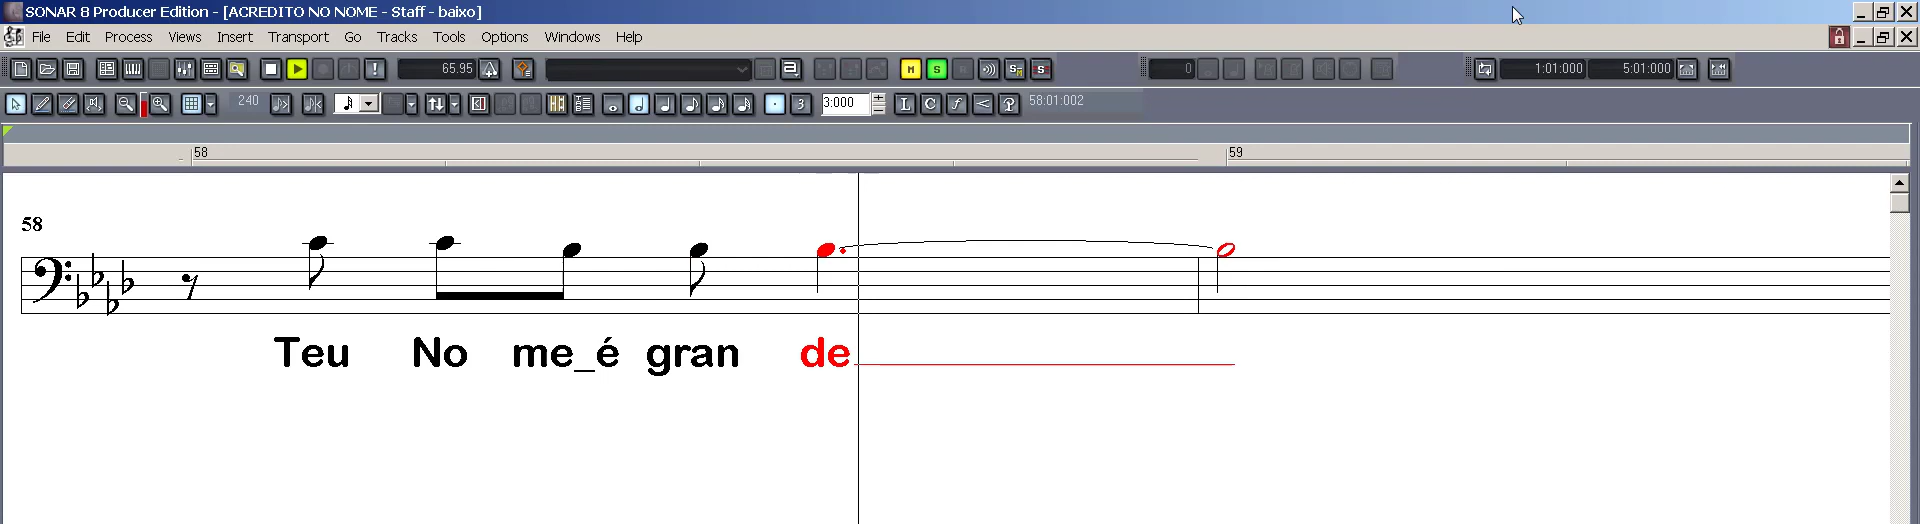 SONAR 8 Producer Edition - [ACREDITO NO NOME - Staff - baixo]
File Edit Process Views Insert Transport Go Tracks Tools Options Windows Help
65.95 M S 0 1:01:000 5:01:000
240 3 3:000 L C f < P 58:01:002
58 59
58
Teu No me_é gran de